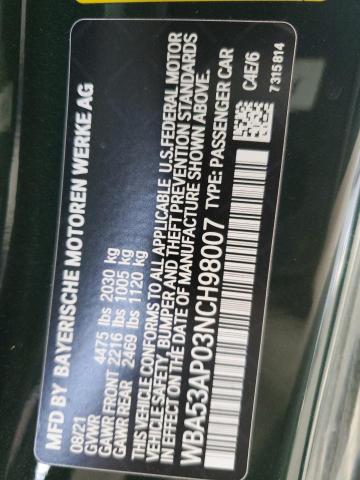 MFD BY BAYERISCHE MOTOREN WERKE AG
08/21
GVWR 4475 lbs 2030 kg
GAWR FRONT 2216 lbs 1005 kg
GAWR REAR 2469 lbs 1120 kg
THIS VEHICLE CONFORMS TO ALL APPLICABLE U.S.FEDERAL MOTOR
VEHICLE SAFETY, BUMPER AND THEFT PREVENTION STANDARDS
IN EFFECT ON THE DATE OF MANUFACTURE SHOWN ABOVE.
WBA53AP03NCH98007 TYPE: PASSENGER CAR
C4E/6
7 315 814